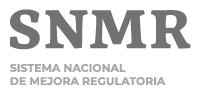 SNMR
SISTEMA NACIONAL
DE MEJORA REGULATORIA